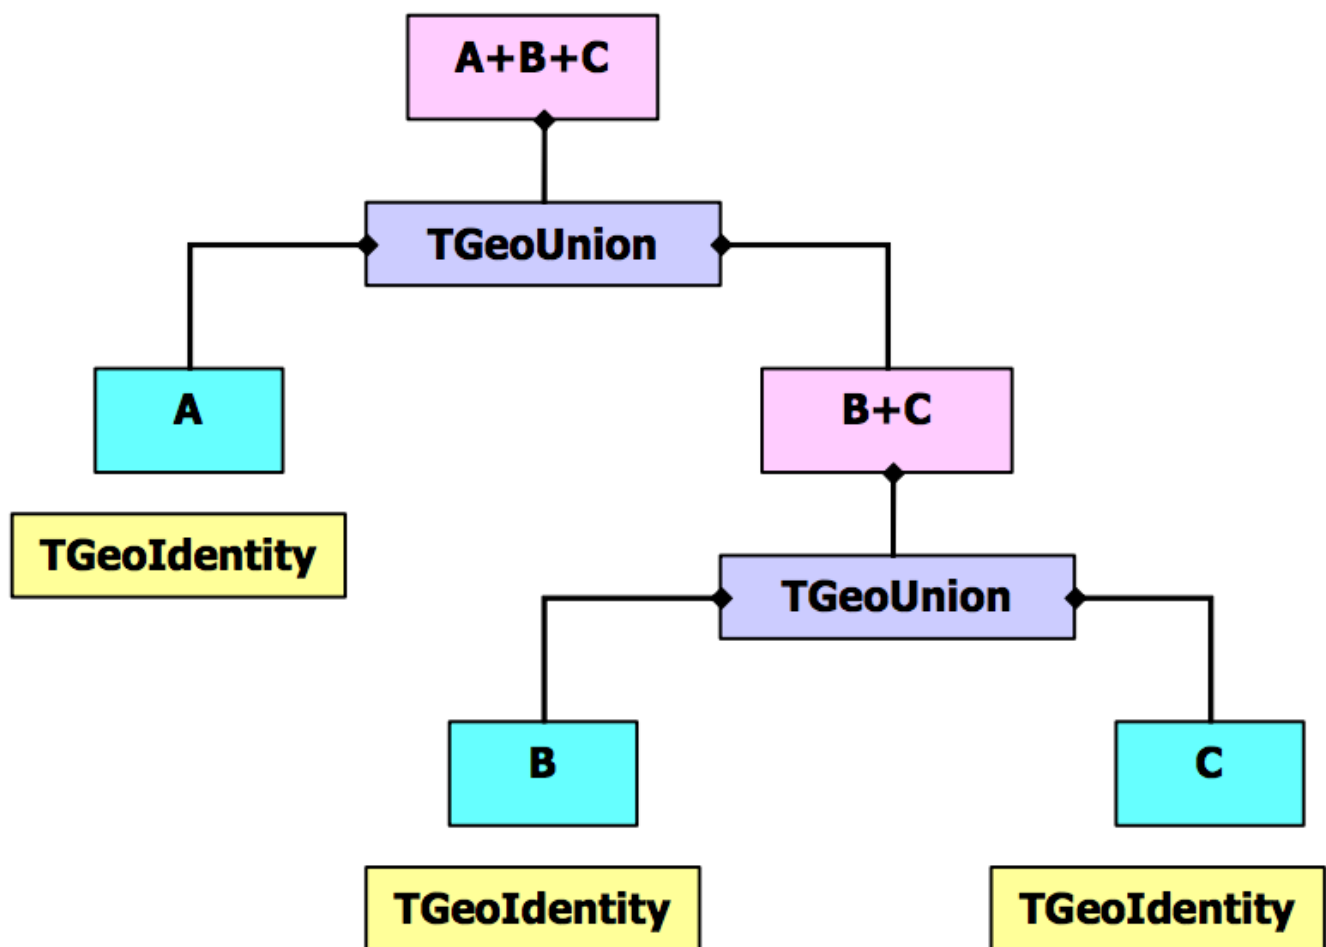 A+B+C
TGeoUnion
A
B+C
TGeoIdentity
TGeoUnion
B
C
TGeoIdentity
TGeoIdentity